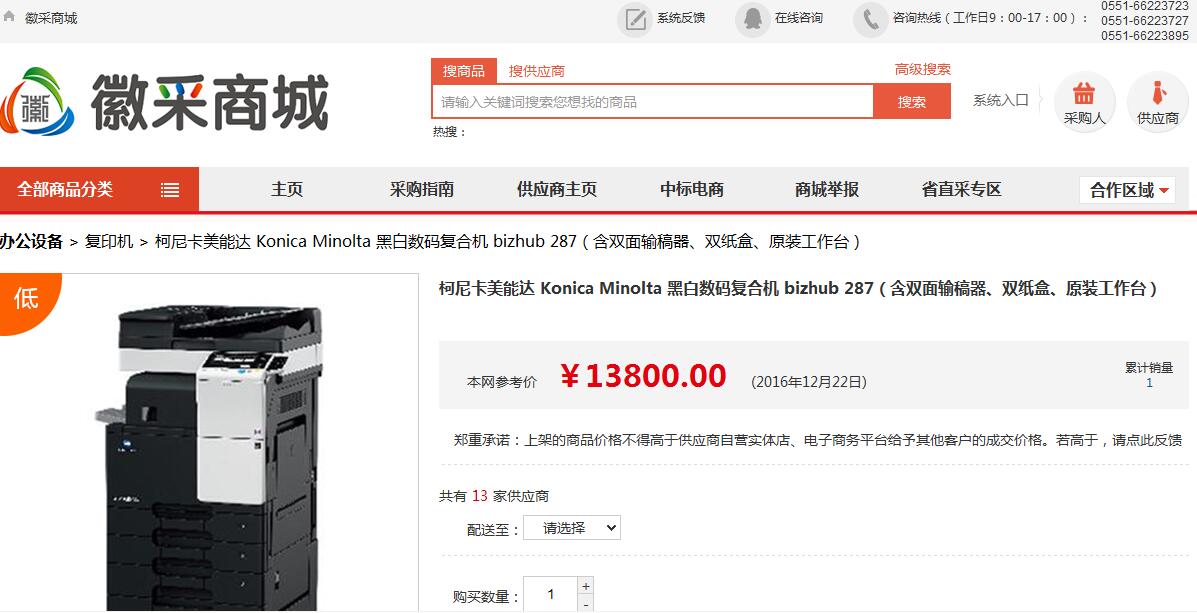 徽采商城
系统反馈
在线咨询
咨询热线（工作日9：00-17：00）：
0551-66223723
0551-66223727
0551-66223895
徽采商城
搜商品
搜供应商
高级搜索
请输入关键词搜索您想找的商品
搜索
热搜：
系统入口
采购人
供应商
全部商品分类
主页
采购指南
供应商主页
中标电商
商城举报
省直采专区
合作区域
办公设备 > 复印机 > 柯尼卡美能达 Konica Minolta 黑白数码复合机 bizhub 287（含双面输稿器、双纸盒、原装工作台）
低
柯尼卡美能达 Konica Minolta 黑白数码复合机 bizhub 287（含双面输稿器、双纸盒、原装工作台）
本网参考价 ￥13800.00 （2016年12月22日）
累计销量
1
郑重承诺：上架的商品价格不得高于供应商自营实体店、电子商务平台给予其他客户的成交价格。若高于，请点此反馈
共有 13 家供应商
配送至： 请选择
购买数量： 1 + -